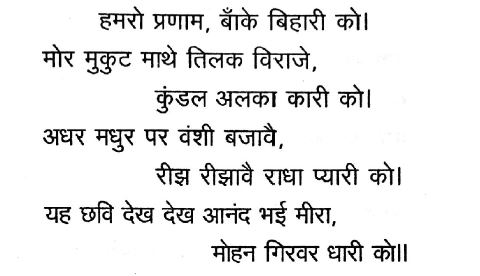 हमरो प्रणाम, बाँके बिहारी को।
मोर मुकुट माथे तिलक विराजे,
कुंडल अलका कारी को।
अधर मधुर पर वंशी बजावै,
रीझ रीझावै राधा प्यारी को।
यह छवि देख देख आनंद भई मीरा,
मोहन गिरवर धारी को॥